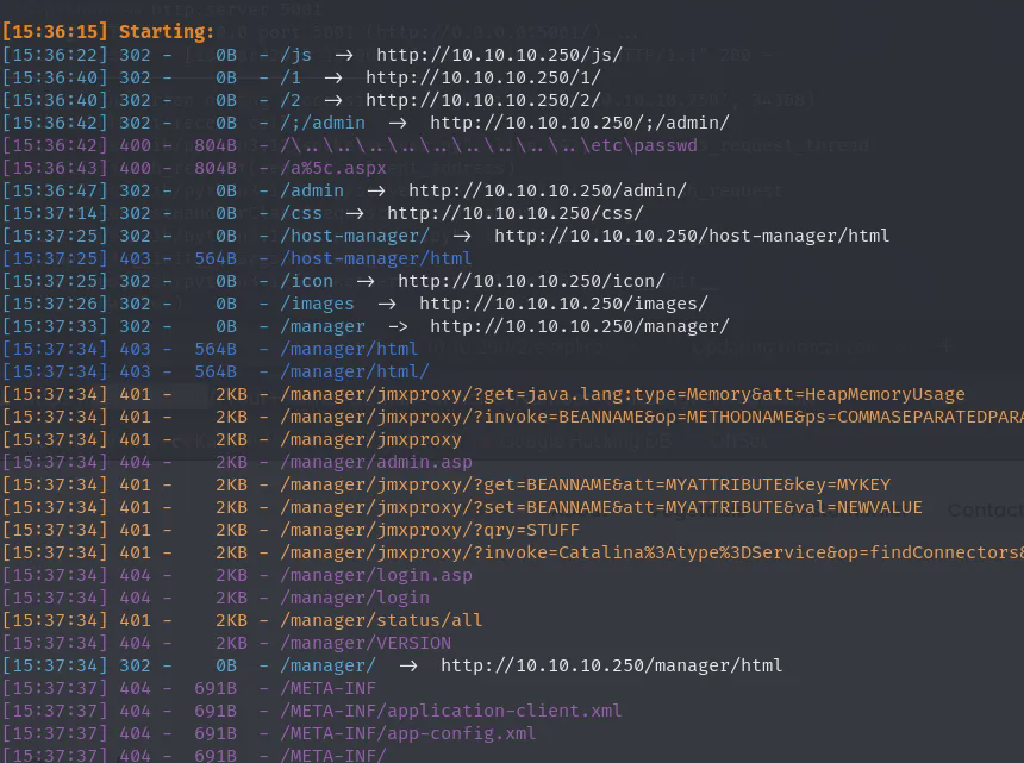 [15:36:15] Starting:
[15:36:22] 302 -    0B  - /js  ->  http://10.10.10.250/js/
[15:36:40] 302 -    0B  - /1  ->  http://10.10.10.250/1/
[15:36:40] 302 -    0B  - /2  ->  http://10.10.10.250/2/
[15:36:42] 302 -    0B  - /;/admin  ->  http://10.10.10.250/;/admin/
[15:36:42] 400 -  804B  - /\..\..\..\..\..\..\..\..\..\etc\passwd
[15:36:43] 400 -  804B  - /a%5c.aspx
[15:36:47] 302 -    0B  - /admin  ->  http://10.10.10.250/admin/
[15:37:14] 302 -    0B  - /css  ->  http://10.10.10.250/css/
[15:37:25] 302 -    0B  - /host-manager/  ->  http://10.10.10.250/host-manager/html
[15:37:25] 403 -  564B  - /host-manager/html
[15:37:25] 302 -    0B  - /icon  ->  http://10.10.10.250/icon/
[15:37:26] 302 -    0B  - /images  ->  http://10.10.10.250/images/
[15:37:33] 302 -    0B  - /manager  ->  http://10.10.10.250/manager/
[15:37:34] 403 -  564B  - /manager/html
[15:37:34] 403 -  564B  - /manager/html/
[15:37:34] 401 -    2KB - /manager/jmxproxy/?get=java.lang:type=Memory&att=HeapMemoryUsage
[15:37:34] 401 -    2KB - /manager/jmxproxy/?invoke=BEANNAME&op=METHODNAME&ps=COMMASEPARATEDPARA
[15:37:34] 401 -    2KB - /manager/jmxproxy
[15:37:34] 404 -    2KB - /manager/admin.asp
[15:37:34] 401 -    2KB - /manager/jmxproxy/?get=BEANNAME&att=MYATTRIBUTE&key=MYKEY
[15:37:34] 401 -    2KB - /manager/jmxproxy/?set=BEANNAME&att=MYATTRIBUTE&val=NEWVALUE
[15:37:34] 401 -    2KB - /manager/jmxproxy/?qry=STUFF
[15:37:34] 401 -    2KB - /manager/jmxproxy/?invoke=Catalina%3Atype%3DService&op=findConnectors&
[15:37:34] 404 -    2KB - /manager/login.asp
[15:37:34] 404 -    2KB - /manager/login
[15:37:34] 401 -    2KB - /manager/status/all
[15:37:34] 404 -    2KB - /manager/VERSION
[15:37:34] 302 -    0B  - /manager/  ->  http://10.10.10.250/manager/html
[15:37:37] 404 -  691B  - /META-INF
[15:37:37] 404 -  691B  - /META-INF/application-client.xml
[15:37:37] 404 -  691B  - /META-INF/app-config.xml
[15:37:37] 404 -  691B  - /META-INF/